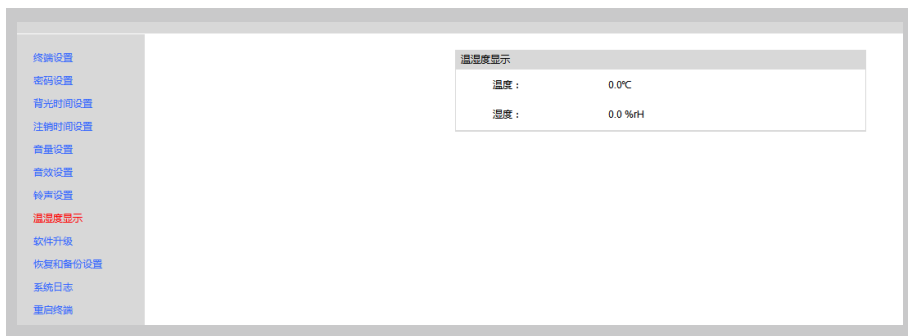 终端设置
密码设置
背光时间设置
注销时间设置
音量设置
音效设置
铃声设置
温湿度显示
软件升级
恢复和备份设置
系统日志
重启终端
温湿度显示
温度： 0.0℃
湿度： 0.0 %rH